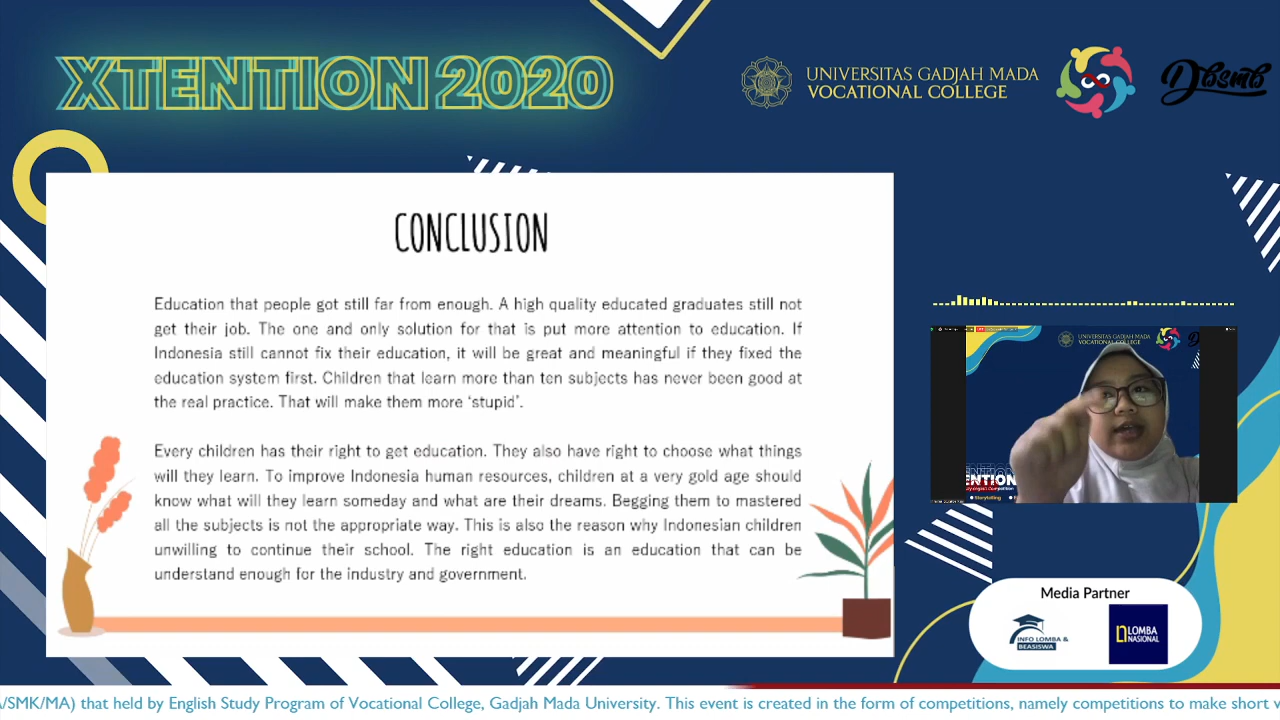 XTENTION 2020
UNIVERSITAS GADJAH MADA
VOCATIONAL COLLEGE
Dbsmb
CONCLUSION
Education that people got still far from enough. A high quality educated graduates still not
get their job. The one and only solution for that is put more attention to education. If
Indonesia still cannot fix their education, it will be great and meaningful if they fixed the
education system first. Children that learn more than ten subjects has never been good at
the real practice. That will make them more ‘stupid’.
Every children has their right to get education. They also have right to choose what things
will they learn. To improve Indonesia human resources, children at a very gold age should
know what will they learn someday and what are their dreams. Begging them to mastered
all the subjects is not the appropriate way. This is also the reason why Indonesian children
unwilling to continue their school. The right education is an education that can be
understand enough for the industry and government.
UNIVERSITAS GADJAH MADA
VOCATIONAL COLLEGE
ENTION
Storytelling
Media Partner
INFO LOMBA &
BEASISWA
LOMBA
NASIONAL
A/SMK/MA) that held by English Study Program of Vocational College, Gadjah Mada University. This event is created in the form of competitions, namely competitions to make short v